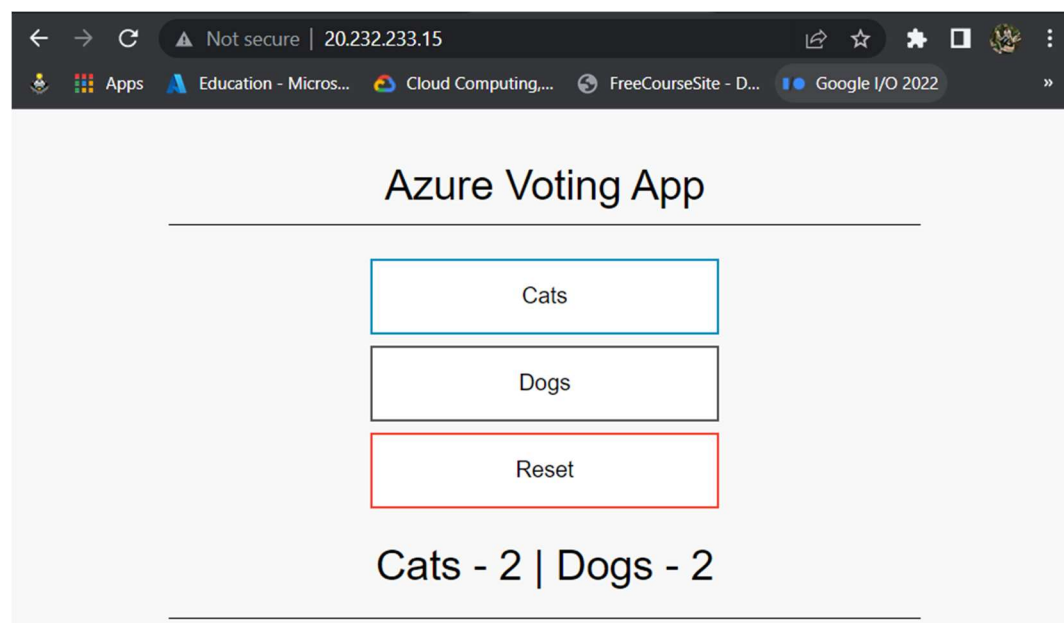 Not secure | 20.232.233.15
Apps Education - Micros... Cloud Computing,... FreeCourseSite - D... Google I/O 2022 »
Azure Voting App
Cats
Dogs
Reset
Cats - 2 | Dogs - 2